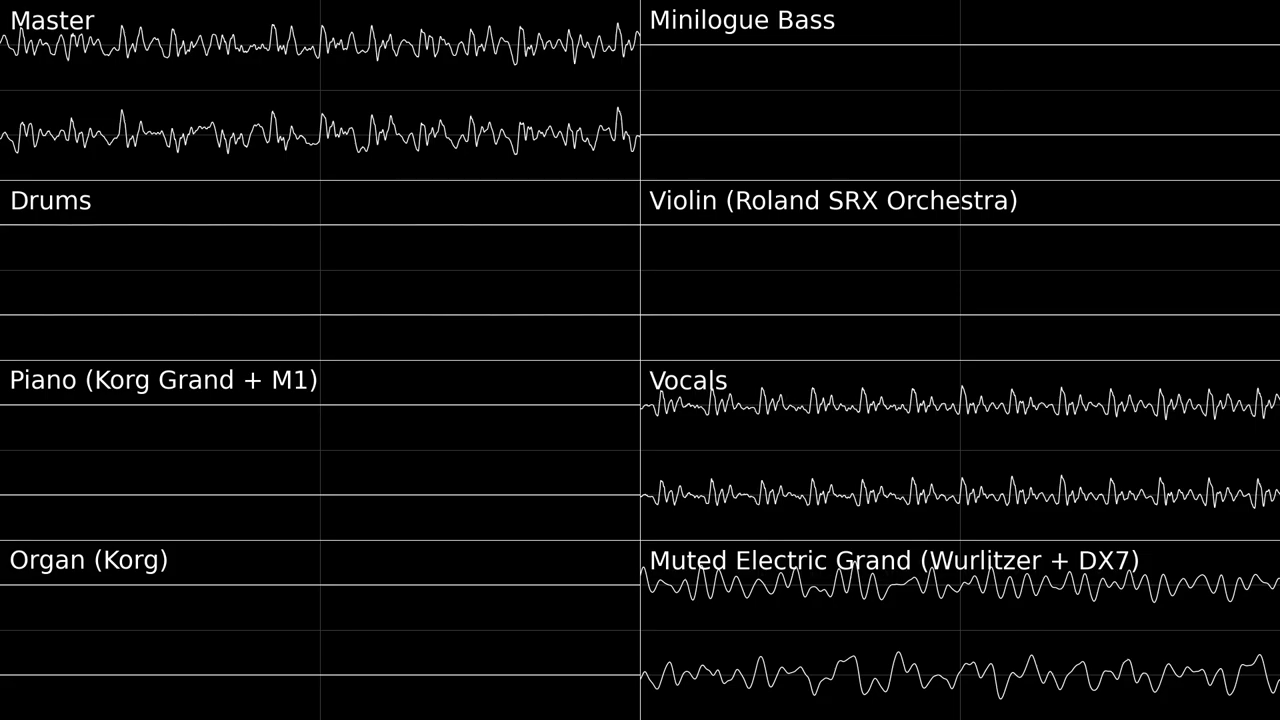 Master
Minilogue Bass
Drums
Violin (Roland SRX Orchestra)
Piano (Korg Grand + M1)
Vocals
Organ (Korg)
Muted Electric Grand (Wurlitzer + DX7)